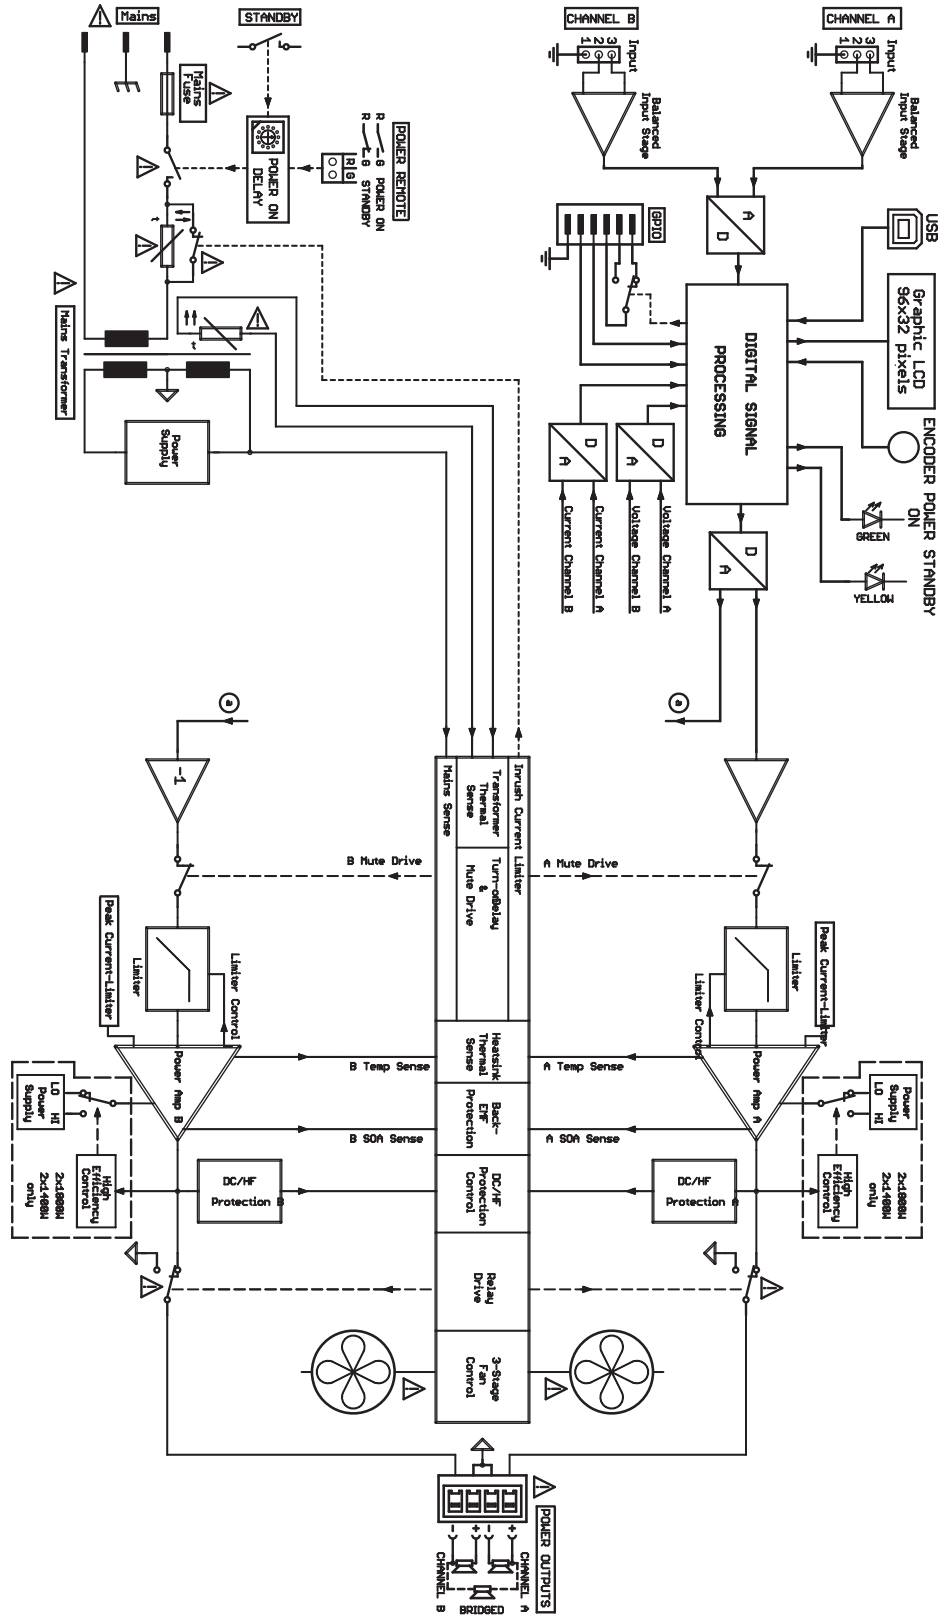 CHANNEL A
Input
3
2
1
Balanced
Input Stage
CHANNEL B
Input
3
2
1
Balanced
Input Stage
STANDBY
Mains
Mains
Fuse
POWER ON
DELAY
POWER REMOTE
R G POWER ON
R G STANDBY
R G
t
t
Mains Transformer
Power
Supply
GPIO
A
D
USB
Graphic LCD
96x32 pixels
ENCODER
POWER
ON
STANDBY
GREEN
YELLOW
DIGITAL SIGNAL
PROCESSING
D
A
D
A
D
A
Voltage Channel A
Voltage Channel B
Current Channel A
Current Channel B
a
a
-1
Inrush Current Limiter
Transformer
Thermal
Sense
Mains Sense
Turn-onDelay
&
Mute Drive
A Mute Drive
B Mute Drive
Peak Current-Limiter
Limiter
Limiter Control
Peak Current-Limiter
Limiter
Limiter Control
Power Amp A
Power Amp B
Heatsink
Thermal
Sense
A Temp Sense
B Temp Sense
Back-
EMF
Protection
A SOA Sense
B SOA Sense
DC/HF
Protection
Control
DC/HF
Protection A
DC/HF
Protection B
Power
Supply
LO HI
High
Efficiency
Control
2x1800W
2x1400W
only
Power
Supply
LO HI
High
Efficiency
Control
2x1800W
2x1400W
only
Relay
Drive
3-Stage
Fan
Control
POWER OUTPUTS
+
-
+
-
CHANNEL A
CHANNEL B
BRIDGED